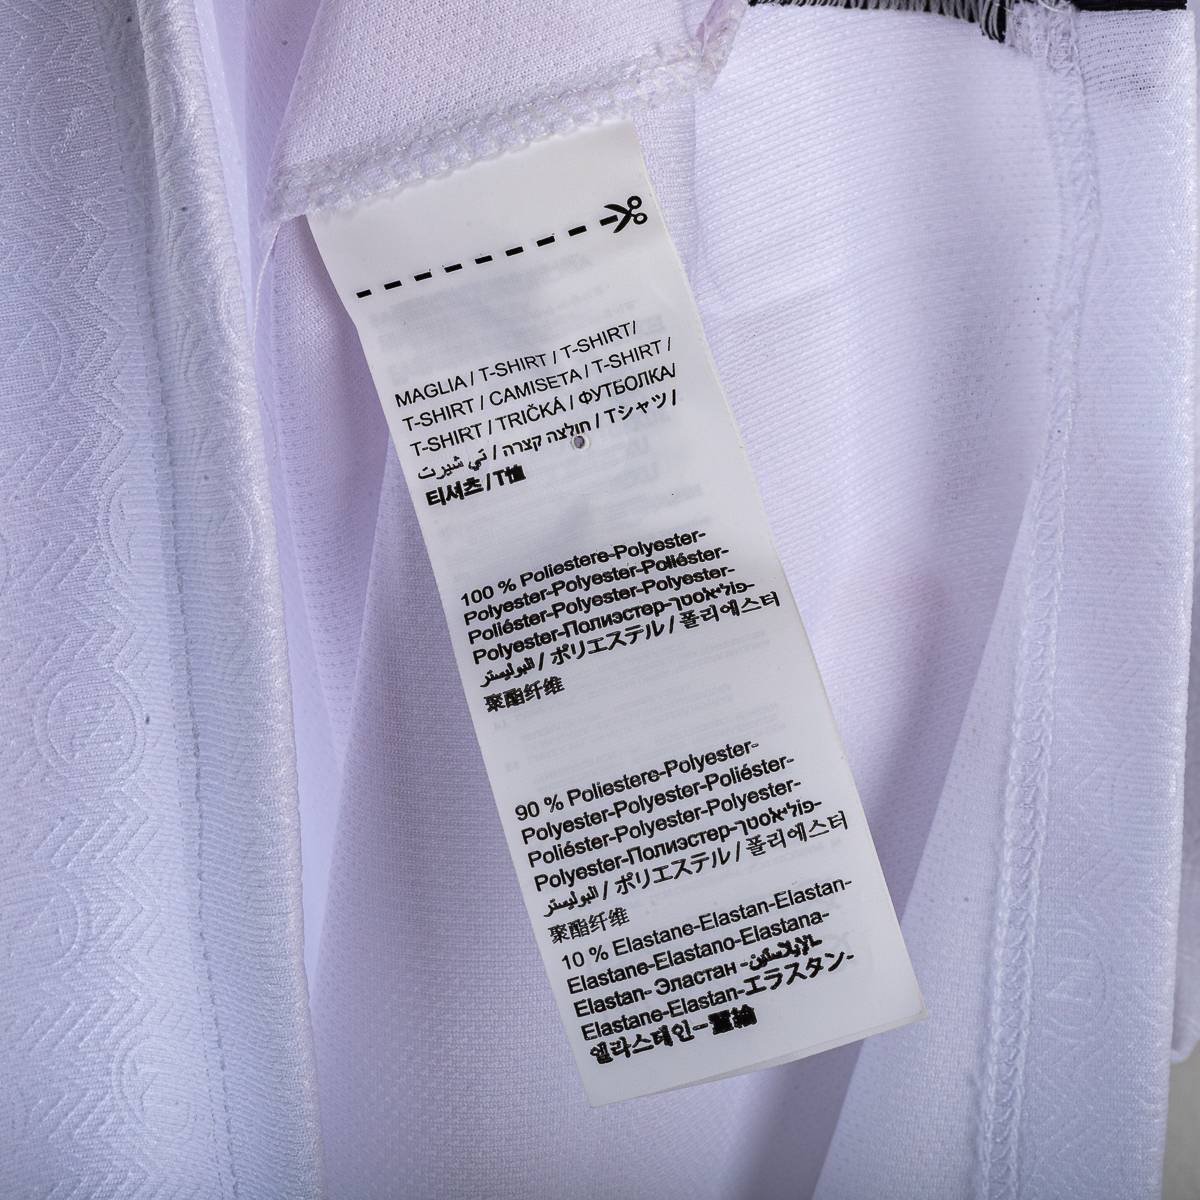 MAGLIA / T-SHIRT / T-SHIRT/
T-SHIRT / CAMISETA / T-SHIRT /
T-SHIRT / TRIČKÁ / ФУТБОЛКА/
تي شيرت / חולצה קצרה / Tシャツ /
티셔츠 / T恤
100 % Poliestere-Polyester-
Polyester-Polyester-Poliéster-
Poliéster-Polyester-Polyester-
Polyester-Полиэстер-פוליאסטר-
البوليستر / ポリエステル / 폴리에스터
聚酯纤维
90 % Poliestere-Polyester-
Polyester-Polyester-Poliéster-
Poliéster-Polyester-Polyester-
Polyester-Полиэстер-פוליאסטר-
البوليستر / ポリエステル / 폴리에스터
聚酯纤维
10 % Elastane-Elastan-Elastan-
Elastane-Elastano-Elastana-
Elastan- Эластан -الإيلاستين-
Elastane-Elastan-エラスタン-
엘라스테인-